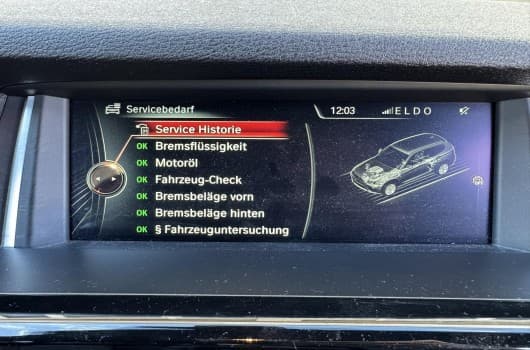 Servicebedarf 12:03 ELDO
Service Historie
OK Bremsflüssigkeit
OK Motoröl
OK Fahrzeug-Check
OK Bremsbeläge vorn
OK Bremsbeläge hinten
OK § Fahrzeuguntersuchung